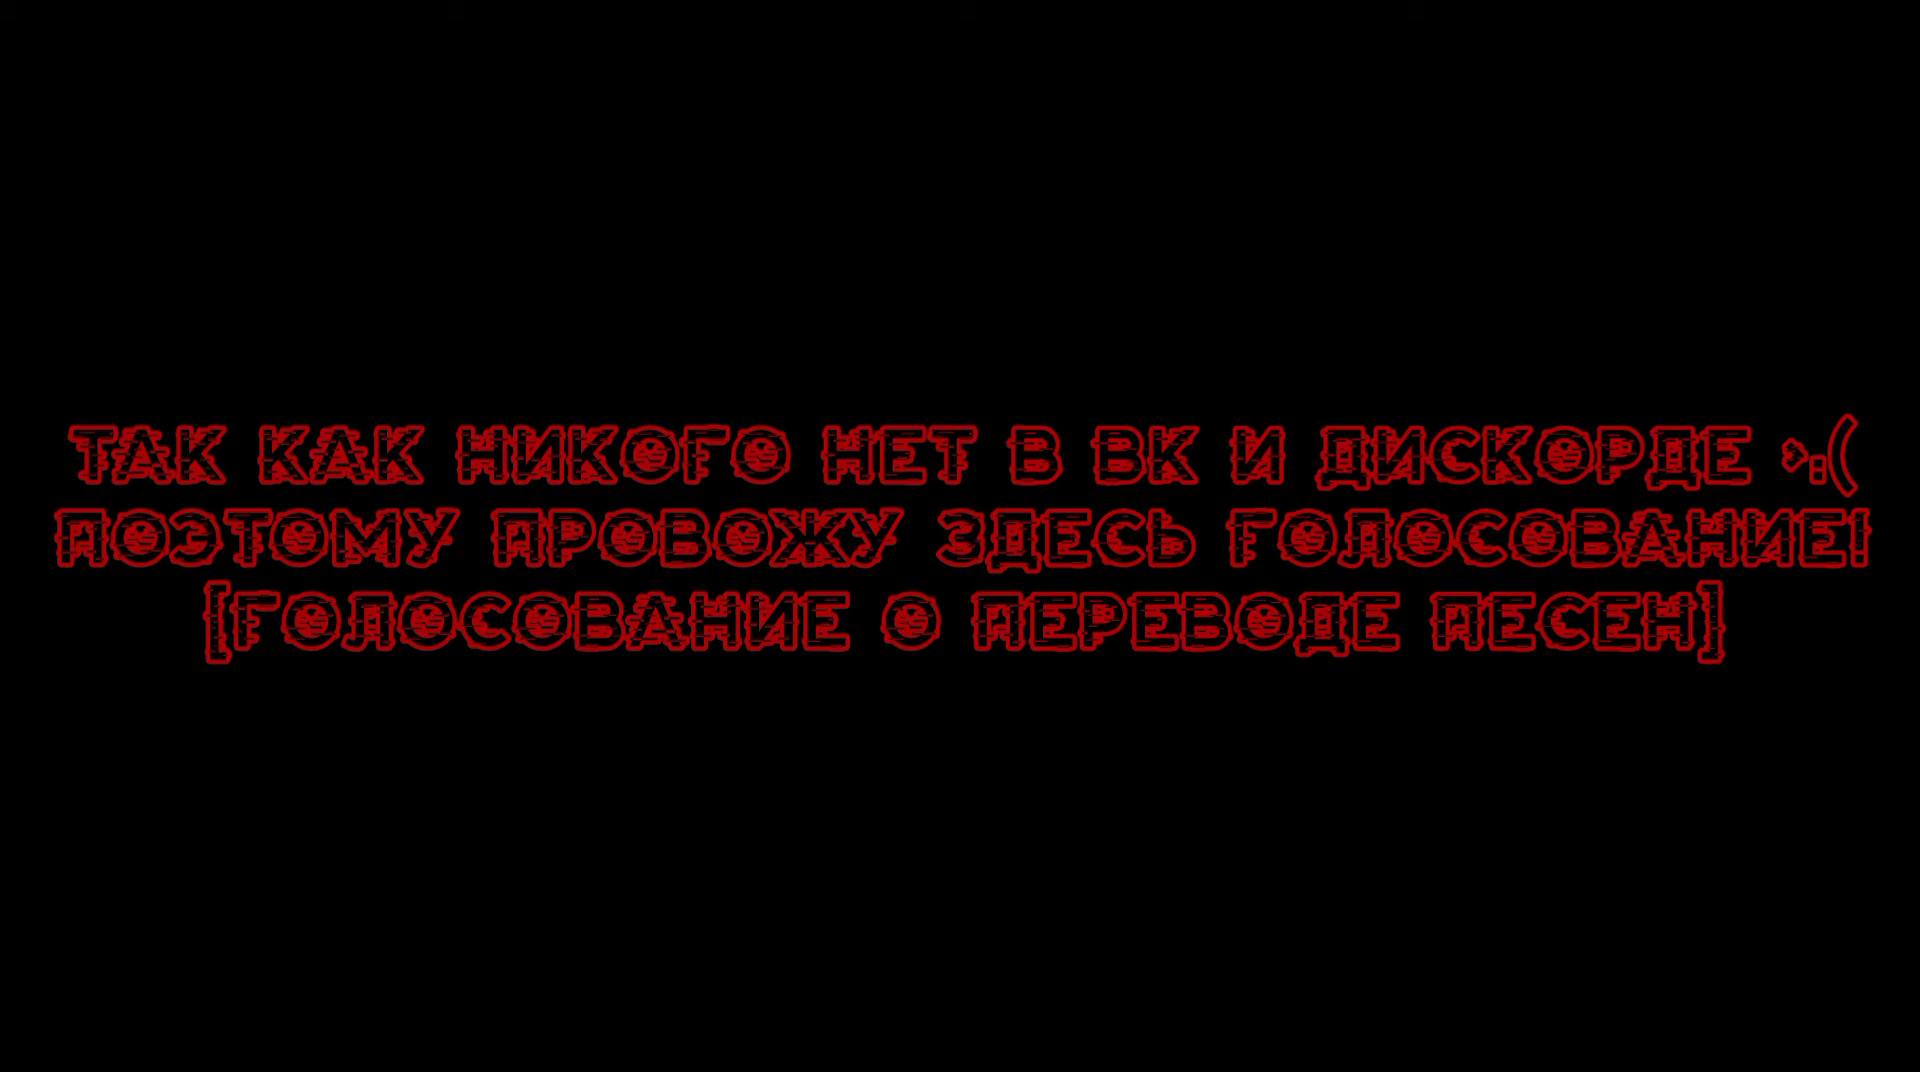 ТАК КАК НИКОГО НЕТ В ВК И ДИСКОРДЕ >:(
ПОЭТОМУ ПРОВОЖУ ЗДЕСЬ ГОЛОСОВАНИЕ!
[ГОЛОСОВАНИЕ О ПЕРЕВОДЕ ПЕСЕН]